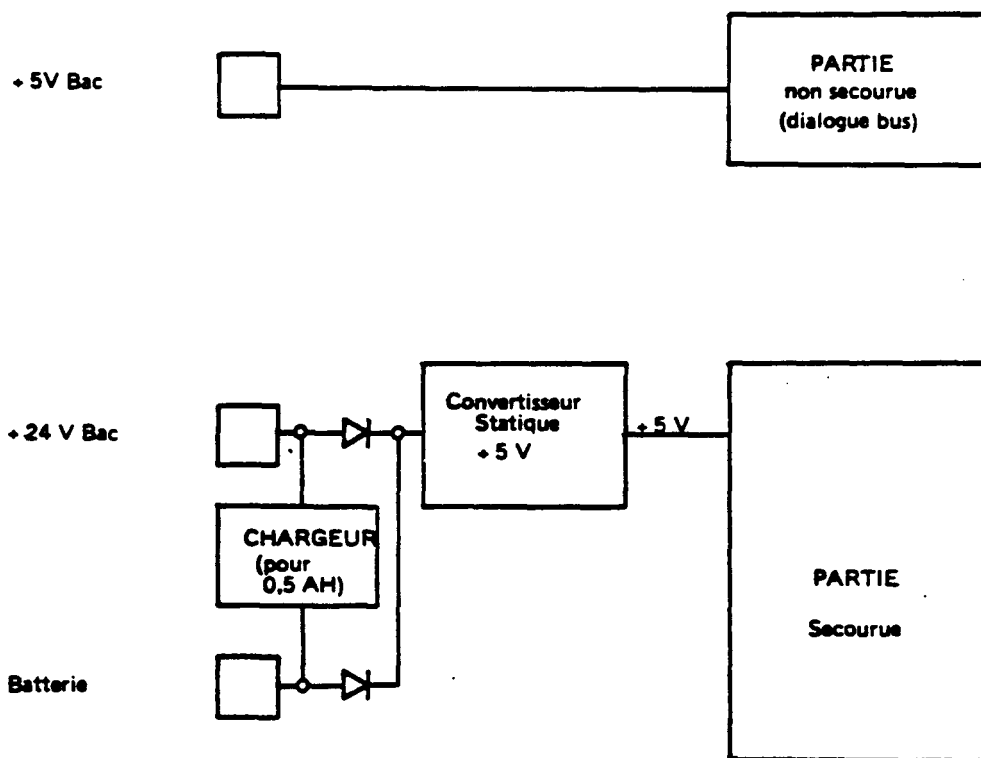 + 5V Bac
PARTIE
non secourue
(dialogue bus)
+ 24 V Bac
Convertisseur
Statique
+ 5 V
+ 5 V
CHARGEUR
(pour
0,5 AH)
PARTIE
Secourue
Batterie